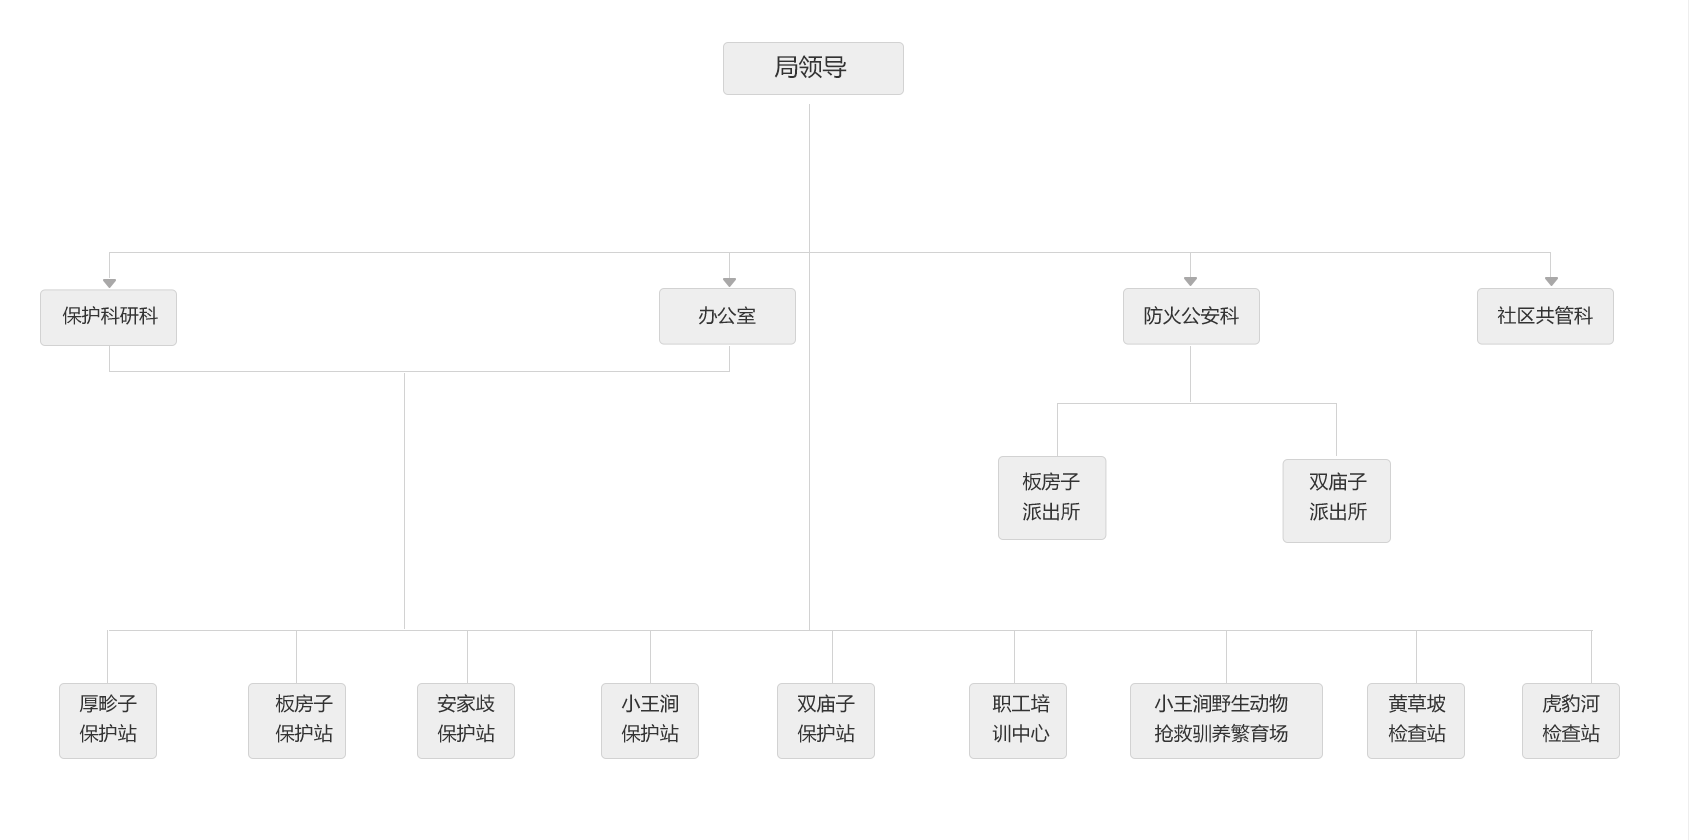 局领导
保护科研科
办公室
防火公安科
社区共管科
板房子
派出所
双庙子
派出所
厚畛子
保护站
板房子
保护站
安家歧
保护站
小王涧
保护站
双庙子
保护站
职工培
训中心
小王涧野生动物
抢救驯养繁育场
黄草坡
检查站
虎豹河
检查站